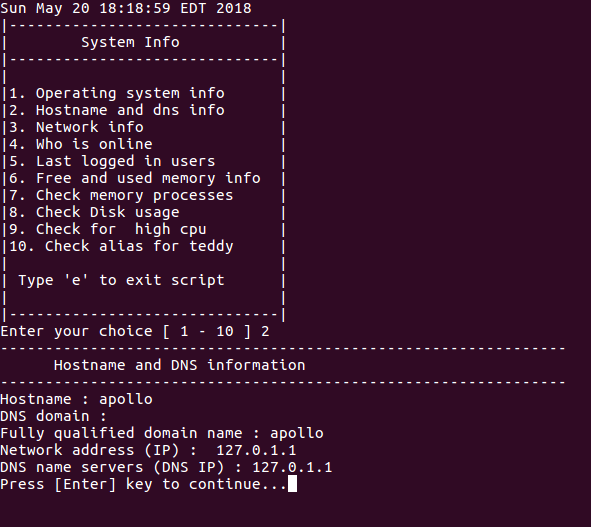 Sun May 20 18:18:59 EDT 2018
|------------------------------|
|        System Info           |
|------------------------------|
|                              |
|1. Operating system info      |
|2. Hostname and dns info      |
|3. Network info               |
|4. Who is online              |
|5. Last logged in users       |
|6. Free and used memory info  |
|7. Check memory processes     |
|8. Check Disk usage           |
|9. Check for  high cpu        |
|10. Check alias for teddy     |
|                              |
| Type 'e' to exit script      |
|                              |
|------------------------------|
Enter your choice [ 1 - 10 ] 2
---------------------------------------------------------------
      Hostname and DNS information
---------------------------------------------------------------
Hostname : apollo
DNS domain :
Fully qualified domain name : apollo
Network address (IP) :  127.0.1.1
DNS name servers (DNS IP) : 127.0.1.1
Press [Enter] key to continue...